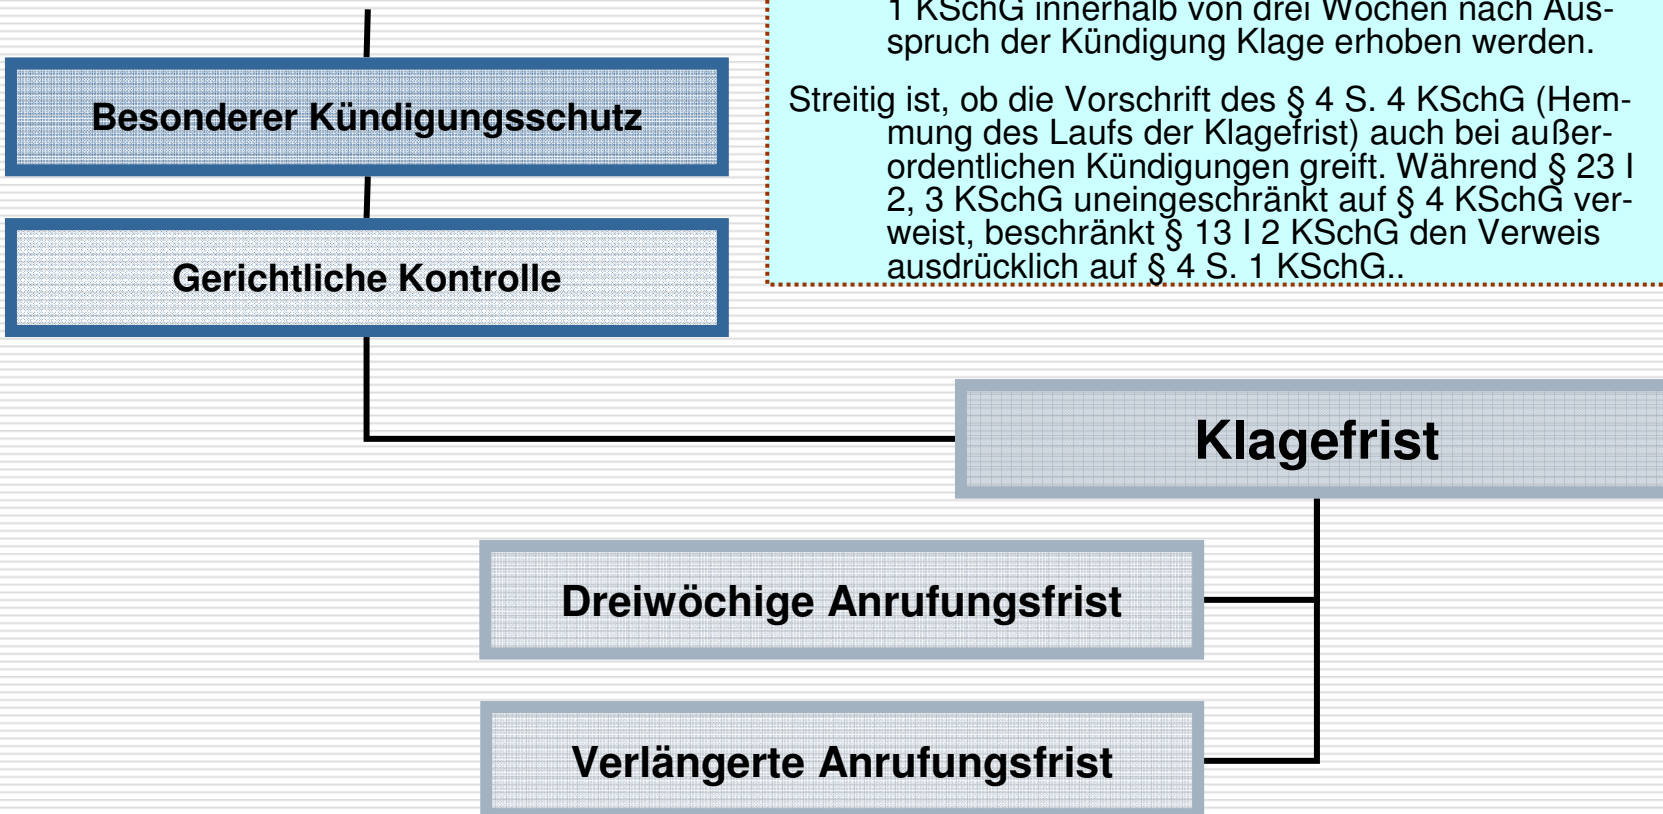 1 KSchG innerhalb von drei Wochen nach Aus-
spruch der Kündigung Klage erhoben werden.
Streitig ist, ob die Vorschrift des § 4 S. 4 KSchG (Hem-
mung des Laufs der Klagefrist) auch bei außer-
ordentlichen Kündigungen greift. Während § 23 I
2, 3 KSchG uneingeschränkt auf § 4 KSchG ver-
weist, beschränkt § 13 I 2 KSchG den Verweis
ausdrücklich auf § 4 S. 1 KSchG..
Besonderer Kündigungsschutz
Gerichtliche Kontrolle
Klagefrist
Dreiwöchige Anrufungsfrist
Verlängerte Anrufungsfrist